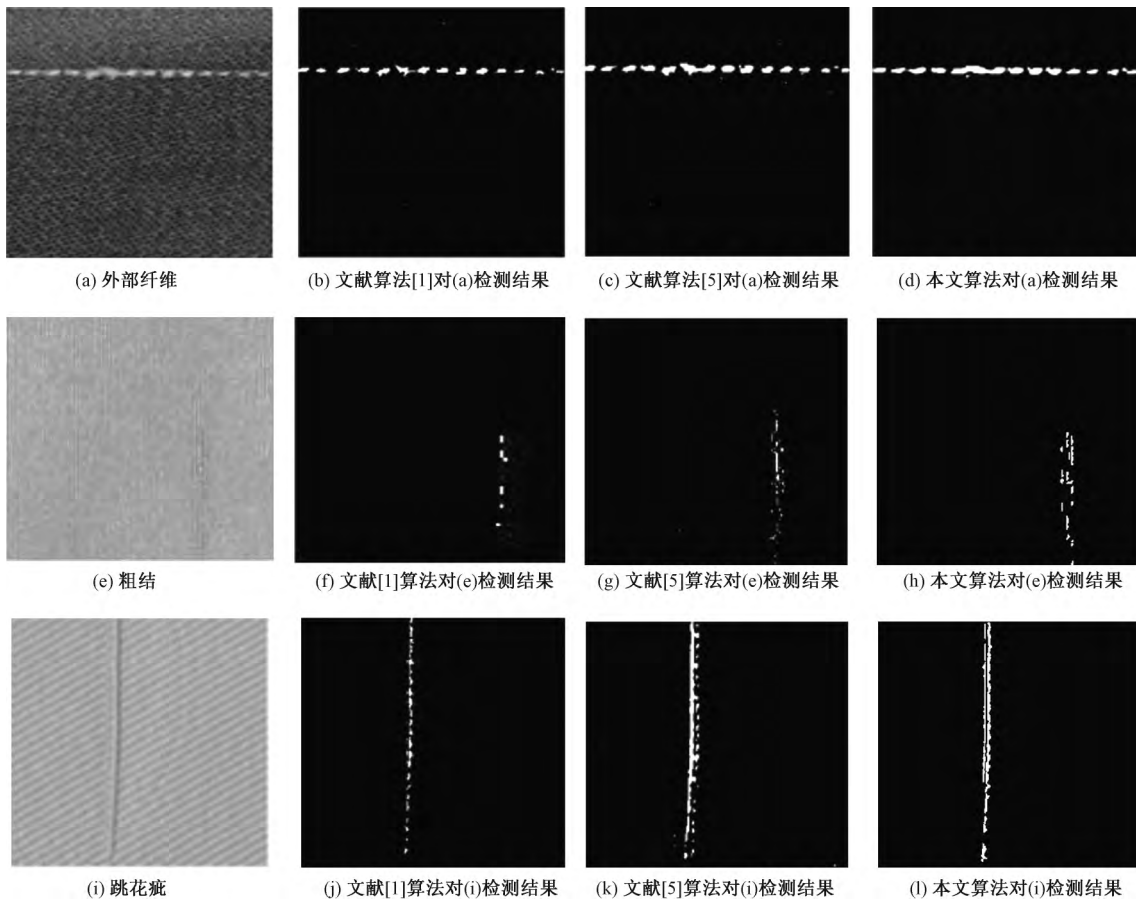 (a) 外部纤维
(b) 文献算法[1]对(a)检测结果
(c) 文献算法[5]对(a)检测结果
(d) 本文算法对(a)检测结果
(e) 粗结
(f) 文献[1]算法对(e)检测结果
(g) 文献[5]算法对(e)检测结果
(h) 本文算法对(e)检测结果
(i) 跳花疵
(j) 文献[1]算法对(i)检测结果
(k) 文献[5]算法对(i)检测结果
(l) 本文算法对(i)检测结果